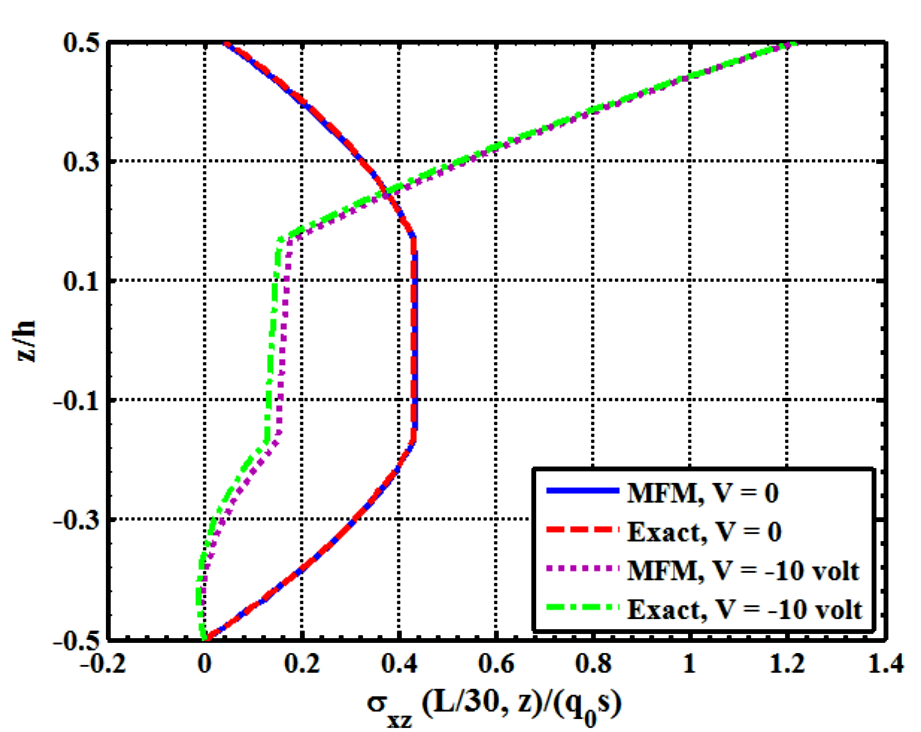 0.5
0.3
0.1
-0.1
-0.3
-0.5
z/h
-0.2 0 0.2 0.4 0.6 0.8 1 1.2 1.4
σxz (L/30, z)/(q0s)
MFM, V = 0
Exact, V = 0
MFM, V = -10 volt
Exact, V = -10 volt